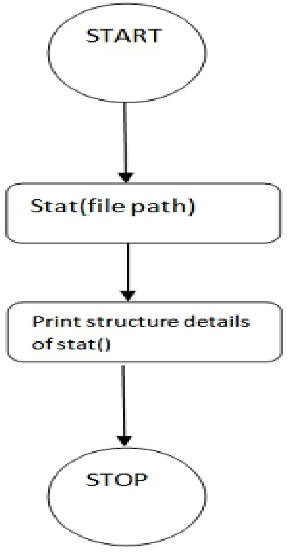 START
Stat(file path)
Print structure details
of stat()
STOP